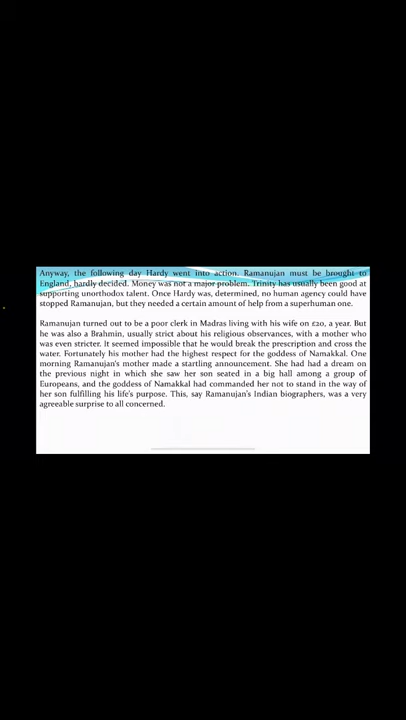 Anyway, the following day Hardy went into action. Ramanujan must be brought to
England, hardly decided. Money was not a major problem. Trinity has usually been good at
supporting unorthodox talent. Once Hardy was, determined, no human agency could have
stopped Ramanujan, but they needed a certain amount of help from a superhuman one.
Ramanujan turned out to be a poor clerk in Madras living with his wife on £20, a year. But
he was also a Brahmin, usually strict about his religious observances, with a mother who
was even stricter. It seemed impossible that he would break the prescription and cross the
water. Fortunately his mother had the highest respect for the goddess of Namakkal. One
morning Ramanujan's mother made a startling announcement. She had had a dream on
the previous night in which she saw her son seated in a big hall among a group of
Europeans, and the goddess of Namakkal had commanded her not to stand in the way of
her son fulfilling his life's purpose. This, say Ramanujan's Indian biographers, was a very
agreeable surprise to all concerned.